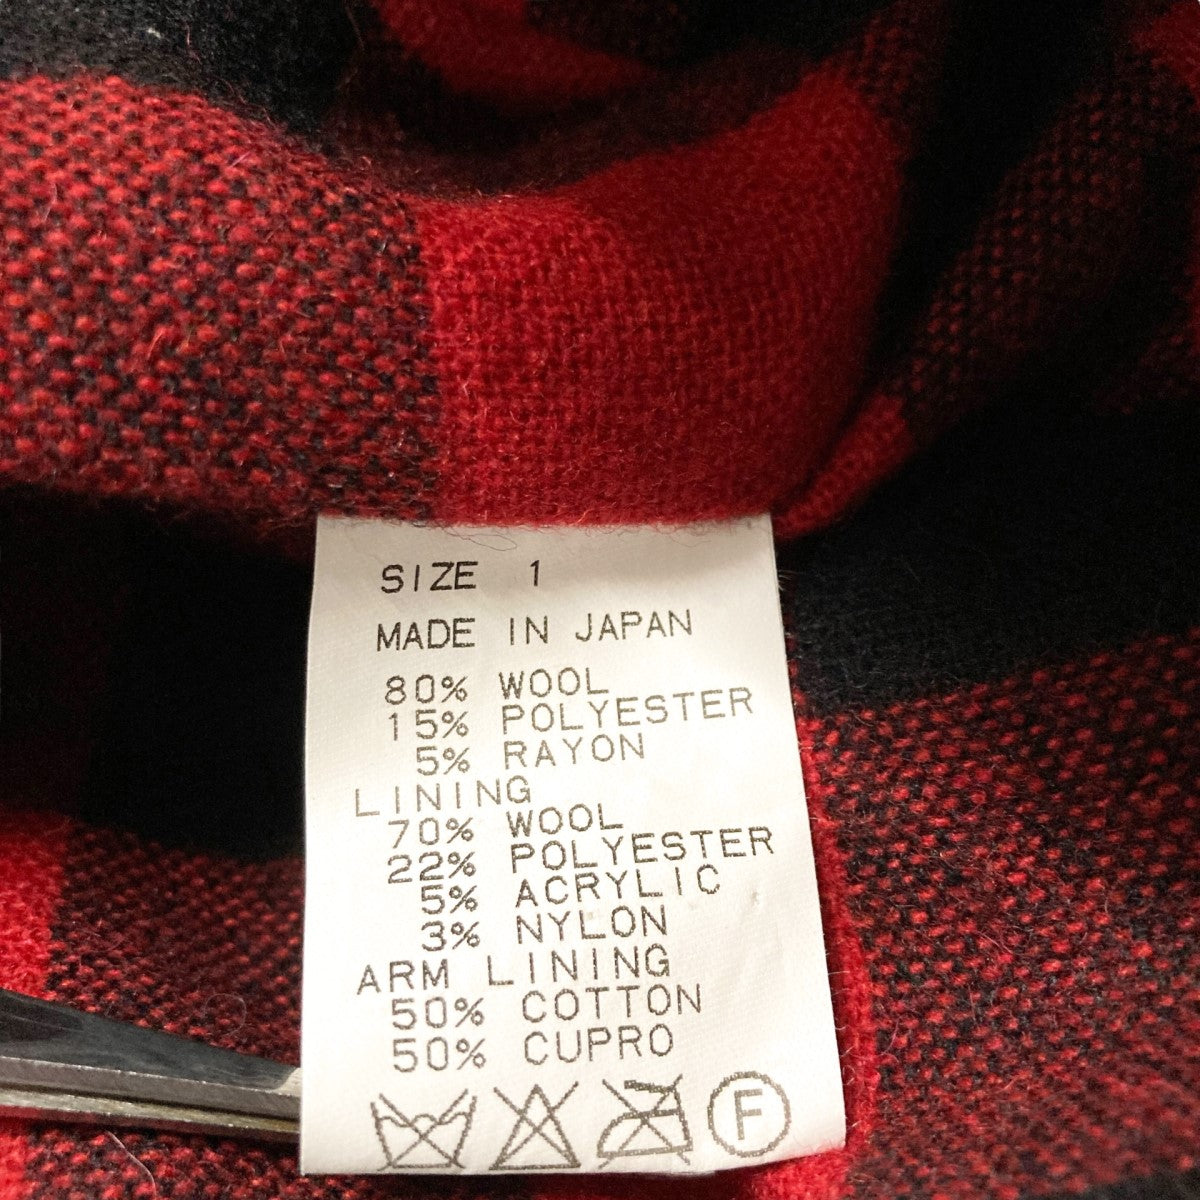 SIZE 1
MADE IN JAPAN
80% WOOL
15% POLYESTER
5% RAYON
LINING
70% WOOL
22% POLYESTER
5% ACRYLIC
3% NYLON
ARM LINING
50% COTTON
50% CUPRO
F